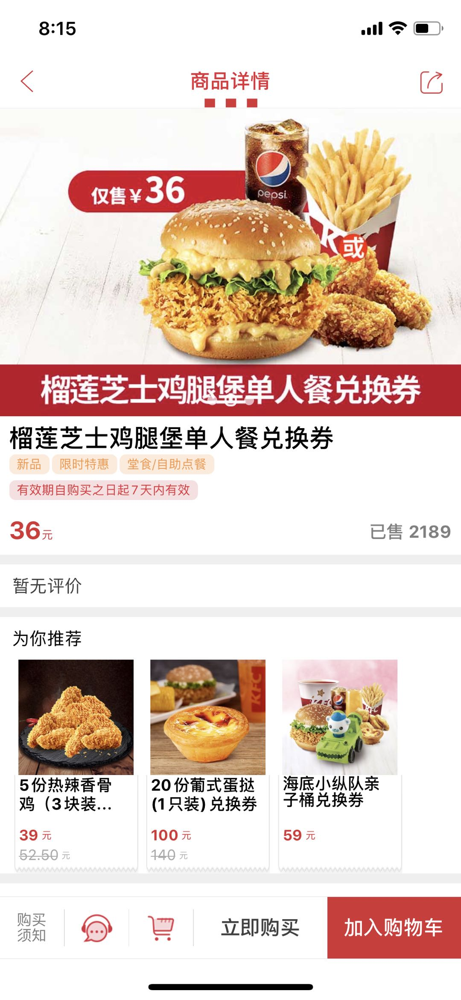 8:15
商品详情
仅售¥36
pepsi.
K 或
榴莲芝士鸡腿堡单人餐兑换券
榴莲芝士鸡腿堡单人餐兑换券
新品 限时特惠 堂食/自助点餐
有效期自购买之日起7天内有效
36元 已售 2189
暂无评价
为你推荐
KFC
KFC
pepsi
KFC
5份热辣香骨
鸡（3块装...
20份葡式蛋挞
(1只装) 兑换券
海底小纵队亲
子桶兑换券
39 元
100 元
59 元
52.50 元
140 元
购买
须知
立即购买
加入购物车